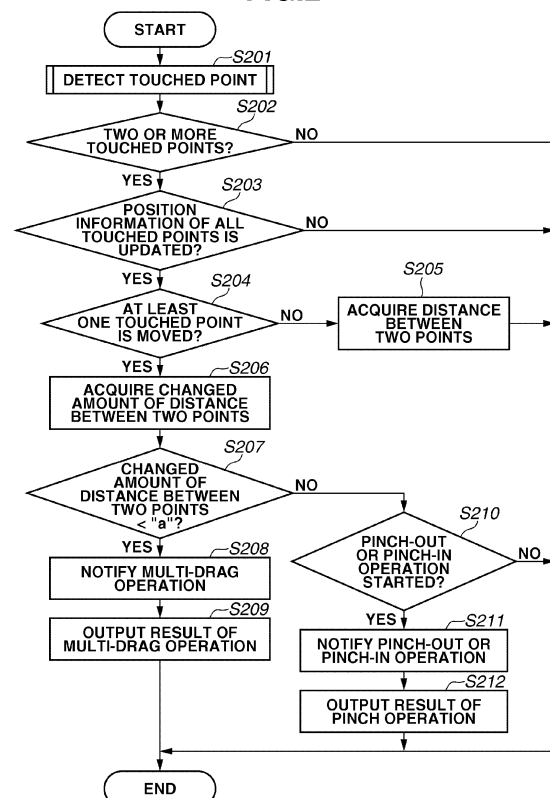 START
S201
DETECT TOUCHED POINT
S202
TWO OR MORE
TOUCHED POINTS?
NO
YES
S203
POSITION
INFORMATION OF ALL
TOUCHED POINTS IS
UPDATED?
NO
YES
S204
AT LEAST
ONE TOUCHED POINT
IS MOVED?
NO
S205
ACQUIRE DISTANCE
BETWEEN
TWO POINTS
YES
S206
ACQUIRE CHANGED
AMOUNT OF DISTANCE
BETWEEN TWO POINTS
S207
CHANGED
AMOUNT OF
DISTANCE BETWEEN
TWO POINTS
< "a"?
NO
YES
S208
NOTIFY MULTI-DRAG
OPERATION
S209
OUTPUT RESULT OF
MULTI-DRAG OPERATION
S210
PINCH-OUT
OR PINCH-IN
OPERATION
STARTED?
NO
YES
S211
NOTIFY PINCH-OUT OR
PINCH-IN OPERATION
S212
OUTPUT RESULT OF
PINCH OPERATION
END